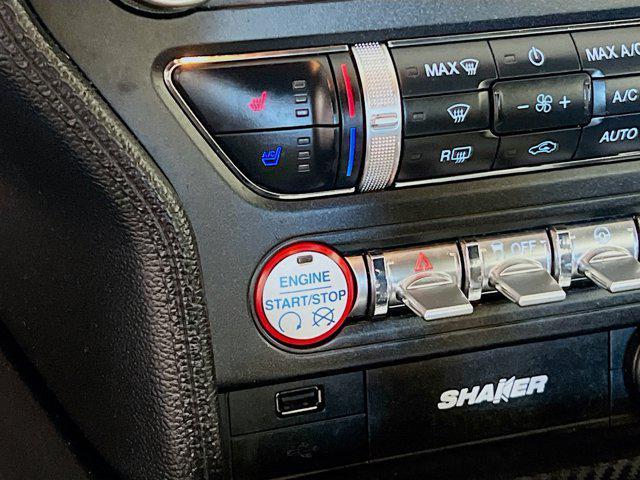 MAX
MAX A/C
A/C
A/C
R
AUTO
OFF
ENGINE
START/STOP
SHAKER